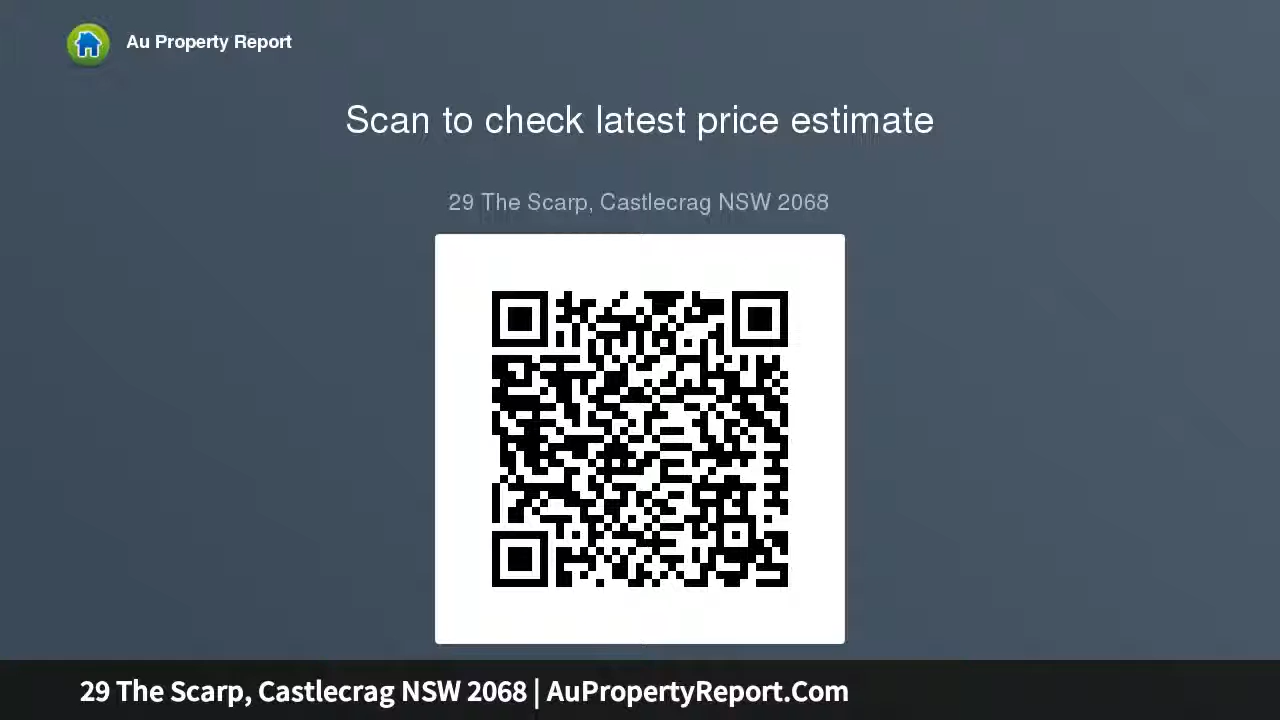 Au Property Report
Scan to check latest price estimate
29 The Scarp, Castlecrag NSW 2068
29 The Scarp, Castlecrag NSW 2068 | AuPropertyReport.Com